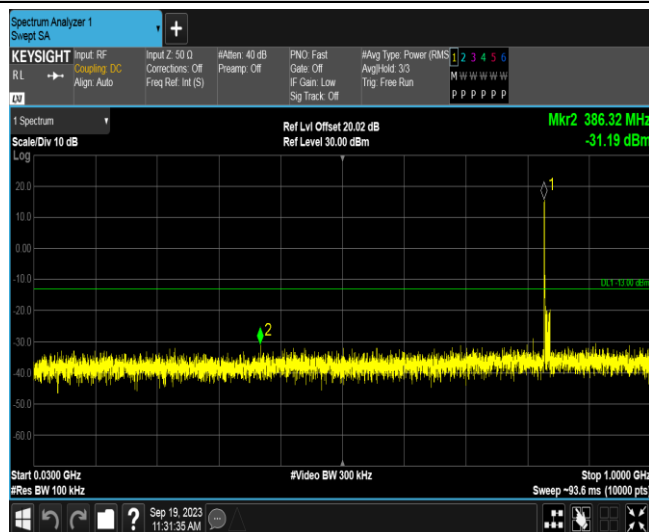 Spectrum Analyzer 1
Swept SA
+
KEYSIGHT Input: RF Input Z: 50 Ω #Atten: 40 dB PNO: Fast #Avg Type: Power (RMS 1 2 3 4 5 6
RL Coupling: DC Corrections: Off Preamp: Off Gate: Off Avg|Hold: 3/3 M W W W W W
Align: Auto Freq Ref: Int (S) IF Gain: Low Trig: Free Run
LXI Sig Track: Off P P P P P P
1 Spectrum Ref Lvl Offset 20.02 dB Mkr2 386.32 MHz
Scale/Div 10 dB Ref Level 30.00 dBm -31.19 dBm
Log
1
20.0
10.0
0.00
-10.0
DL1 -13.00 dBm
-20.0
2
-30.0
-40.0
-50.0
-60.0
Start 0.0300 GHz #Video BW 300 kHz Stop 1.0000 GHz
#Res BW 100 kHz Sweep ~93.6 ms (10000 pts)
? Sep 19, 2023
11:31:35 AM